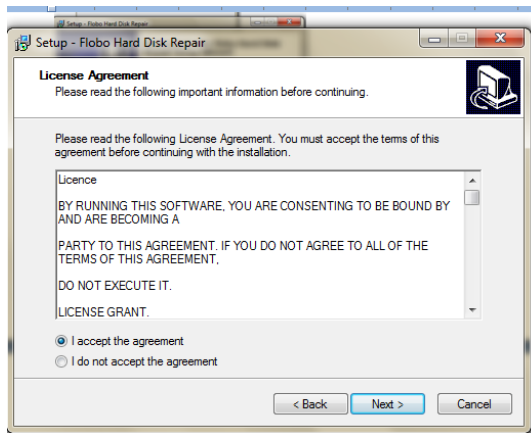 Setup - Flobo Hard Disk Repair
Setup - Flobo Hard Disk Repair
License Agreement
Please read the following important information before continuing.
Please read the following License Agreement. You must accept the terms of this
agreement before continuing with the installation.
Licence
BY RUNNING THIS SOFTWARE, YOU ARE CONSENTING TO BE BOUND BY
AND ARE BECOMING A
PARTY TO THIS AGREEMENT. IF YOU DO NOT AGREE TO ALL OF THE
TERMS OF THIS AGREEMENT,
DO NOT EXECUTE IT.
LICENSE GRANT.
I accept the agreement
I do not accept the agreement
< Back
Next >
Cancel